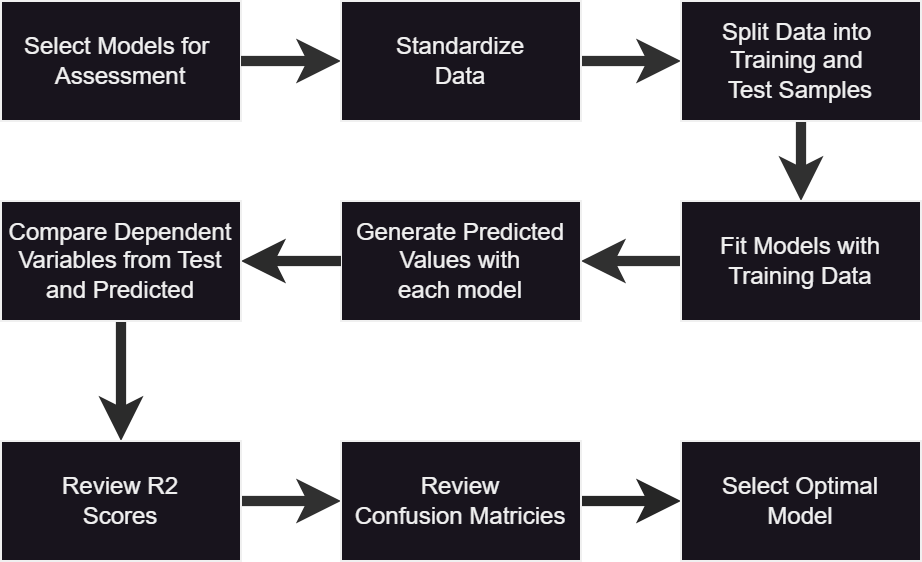 Select Models for
Assessment
Standardize
Data
Split Data into
Training and
Test Samples
Fit Models with
Training Data
Generate Predicted
Values with
each model
Compare Dependent
Variables from Test
and Predicted
Review R2
Scores
Review
Confusion Matricies
Select Optimal
Model